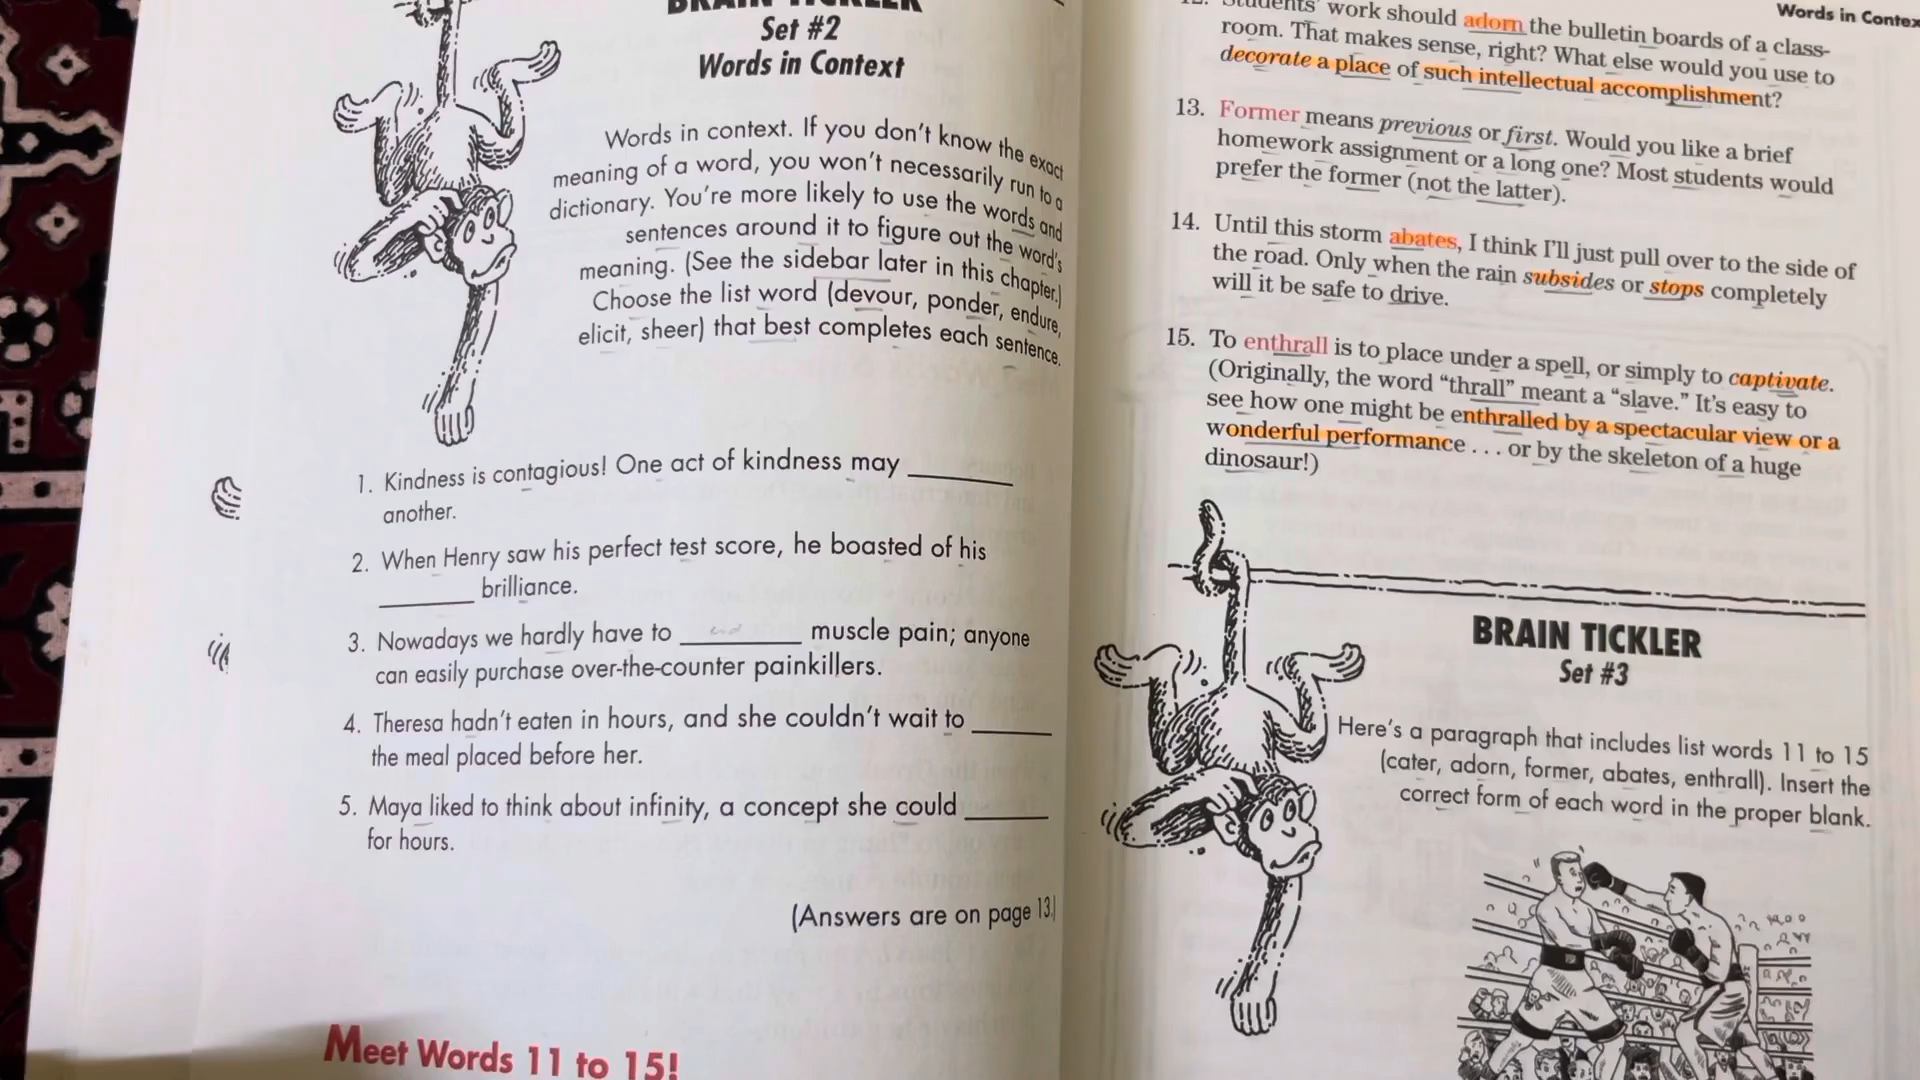 BRAIN TICKLER
Set #2
Words in Context
Words in context. If you don't know the exact
meaning of a word, you won't necessarily run to a
dictionary. You're more likely to use the words and
sentences around it to figure out the word's
meaning. (See the sidebar later in this chapter.)
Choose the list word (devour, ponder, endure,
elicit, sheer) that best completes each sentence.
1. Kindness is contagious! One act of kindness may ________
another.
2. When Henry saw his perfect test score, he boasted of his
________ brilliance.
3. Nowadays we hardly have to ________ muscle pain; anyone
can easily purchase over-the-counter painkillers.
4. Theresa hadn't eaten in hours, and she couldn't wait to ______
the meal placed before her.
5. Maya liked to think about infinity, a concept she could ______
for hours.
(Answers are on page 13.)
Meet Words 11 to 15!
Words in Contex
12. Students' work should adorn the bulletin boards of a class-
room. That makes sense, right? What else would you use to
decorate a place of such intellectual accomplishment?
13. Former means previous or first. Would you like a brief
homework assignment or a long one? Most students would
prefer the former (not the latter).
14. Until this storm abates, I think I'll just pull over to the side of
the road. Only when the rain subsides or stops completely
will it be safe to drive.
15. To enthrall is to place under a spell, or simply to captivate.
(Originally, the word “thrall” meant a “slave.” It's easy to
see how one might be enthralled by a spectacular view or a
wonderful performance . . . or by the skeleton of a huge
dinosaur!)
BRAIN TICKLER
Set #3
Here's a paragraph that includes list words 11 to 15
(cater, adorn, former, abates, enthrall). Insert the
correct form of each word in the proper blank.